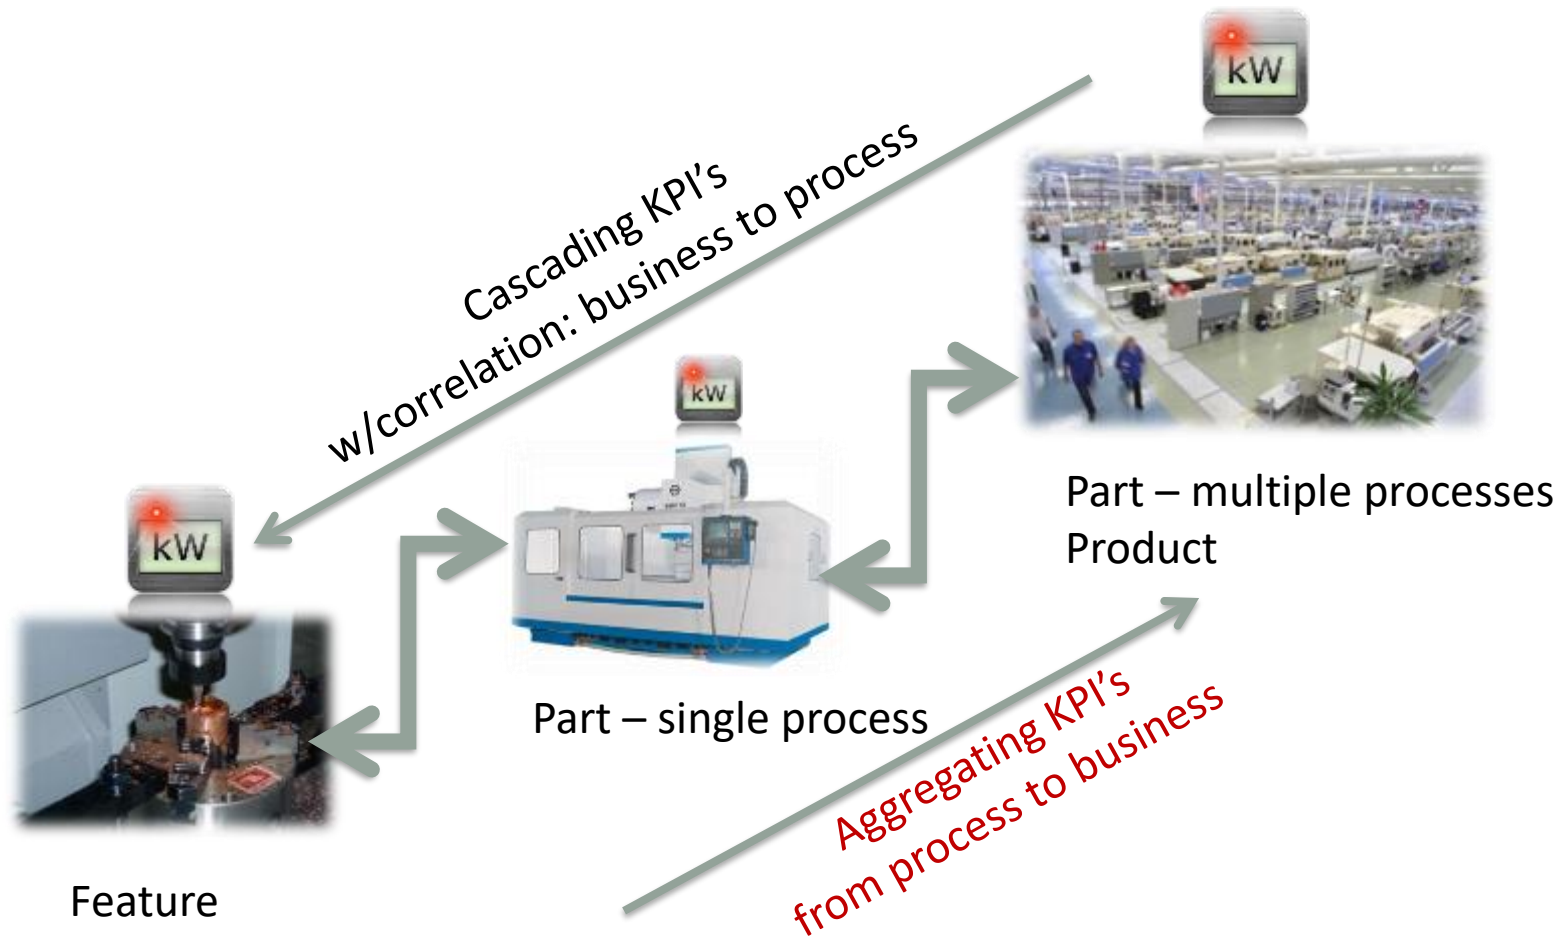 kW
Cascading KPI's
w/correlation: business to process
kW
kW
Part – multiple processes
Product
Part – single process
Aggregating KPI's
from process to business
Feature